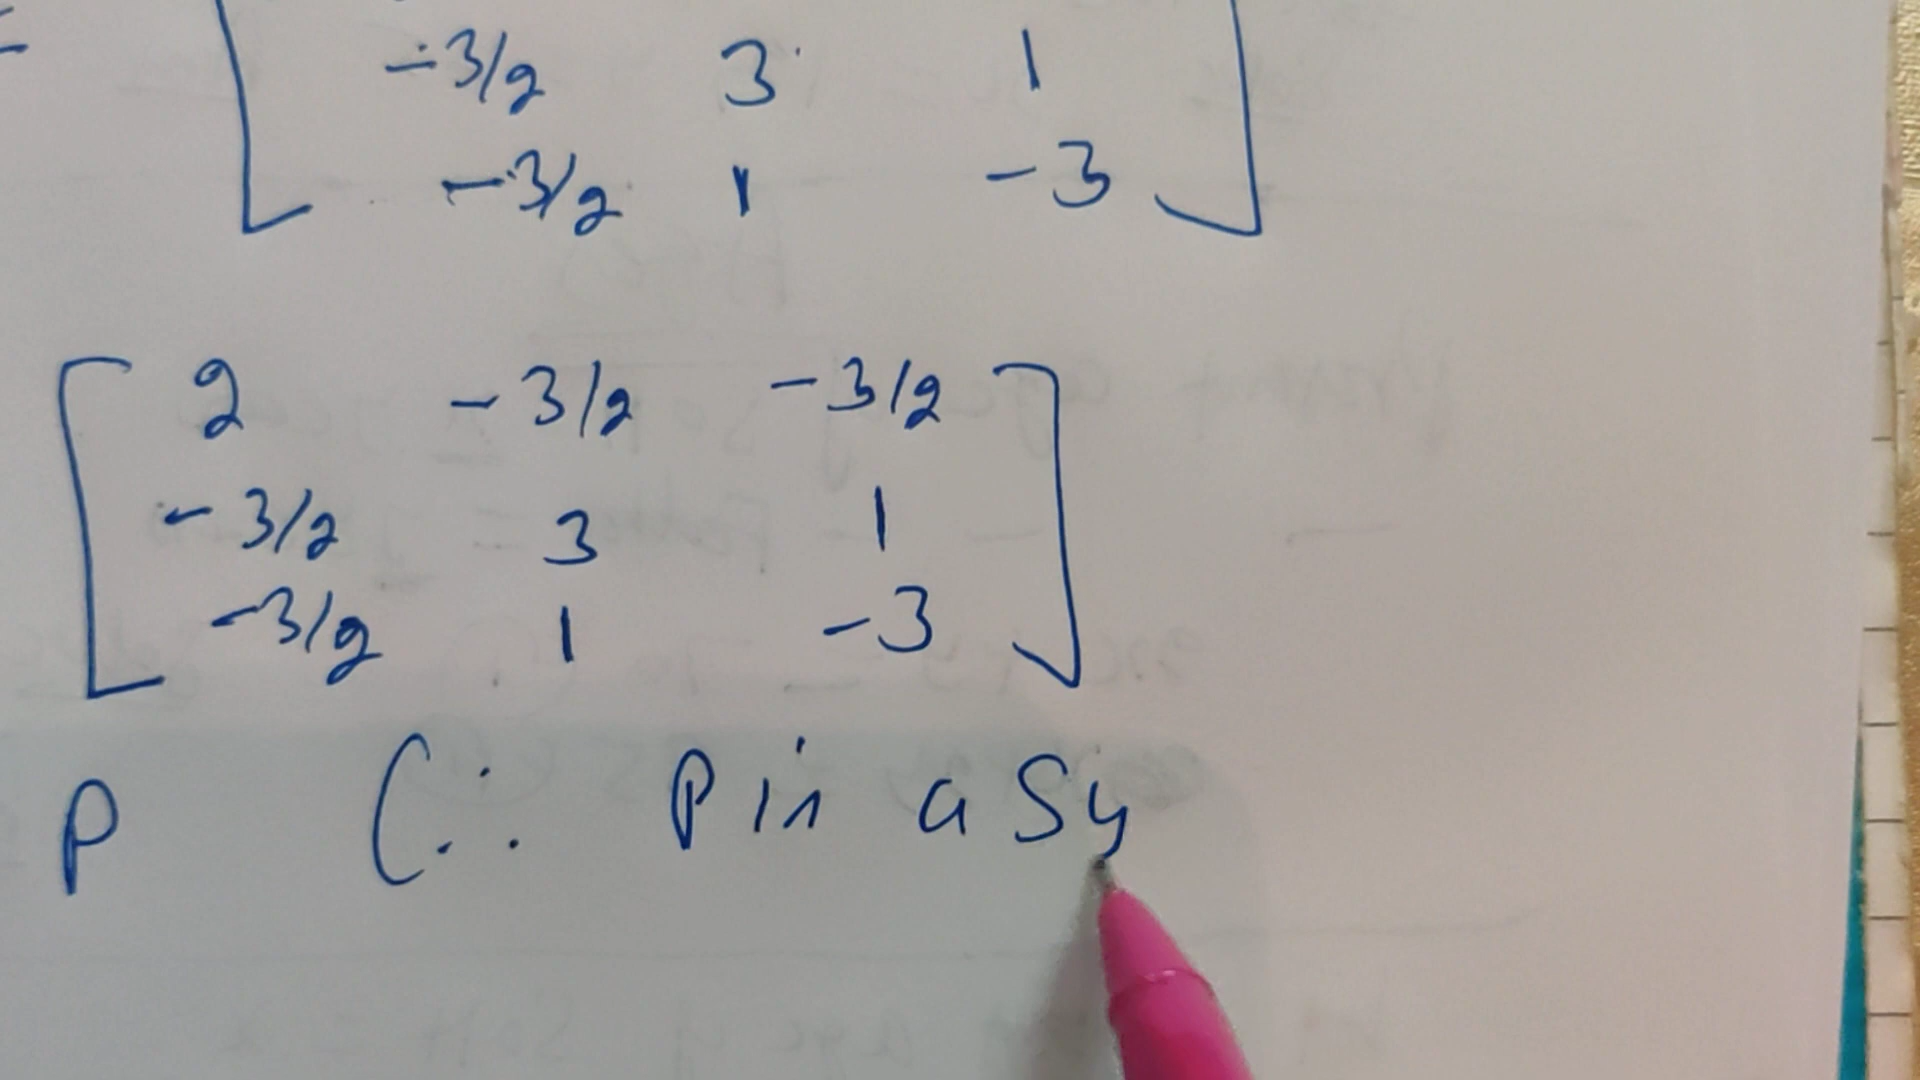 =
-3/2 3 1
-3/2 1 -3
2 -3/2 -3/2
-3/2 3 1
-3/2 1 -3
P (∴ P is a Sy